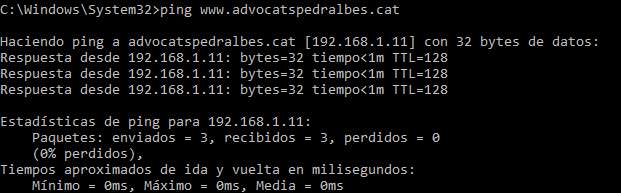 C:\Windows\System32>ping www.advocatspedralbes.cat
Haciendo ping a advocatspedralbes.cat [192.168.1.11] con 32 bytes de datos:
Respuesta desde 192.168.1.11: bytes=32 tiempo<1m TTL=128
Respuesta desde 192.168.1.11: bytes=32 tiempo<1m TTL=128
Respuesta desde 192.168.1.11: bytes=32 tiempo<1m TTL=128
Estadísticas de ping para 192.168.1.11:
Paquetes: enviados = 3, recibidos = 3, perdidos = 0
(0% perdidos),
Tiempos aproximados de ida y vuelta en milisegundos:
Mínimo = 0ms, Máximo = 0ms, Media = 0ms